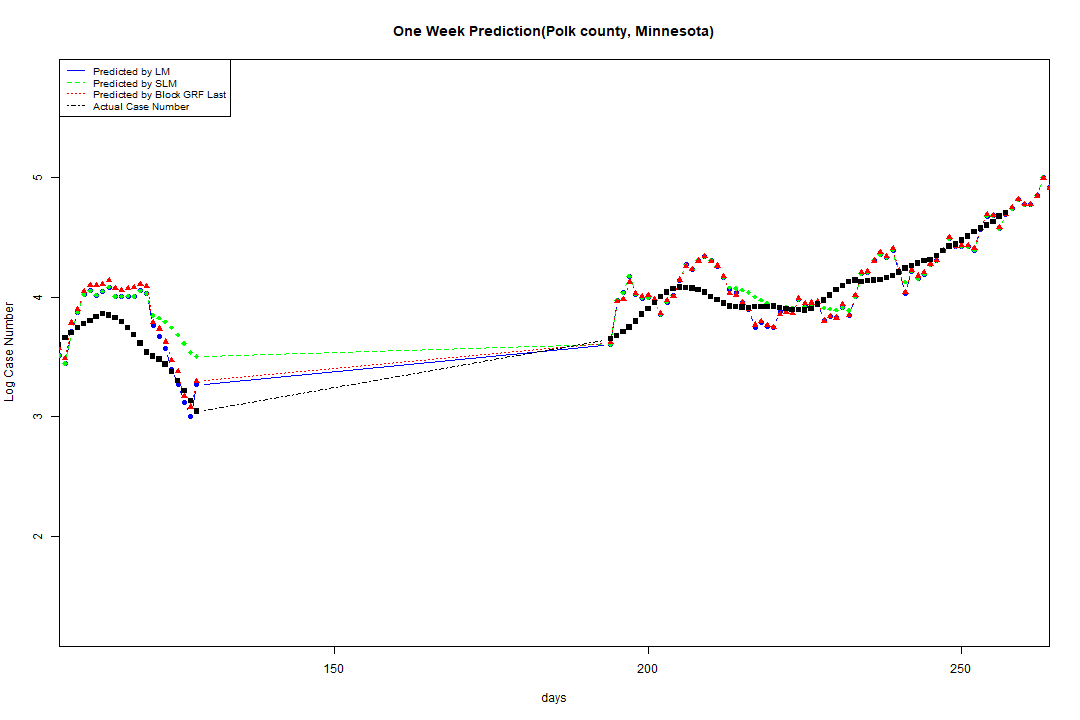 One Week Prediction(Polk county, Minnesota)
Predicted by LM
Predicted by SLM
Predicted by Block GRF Last
Actual Case Number
5
4
3
2
Log Case Number
150 200 250
days